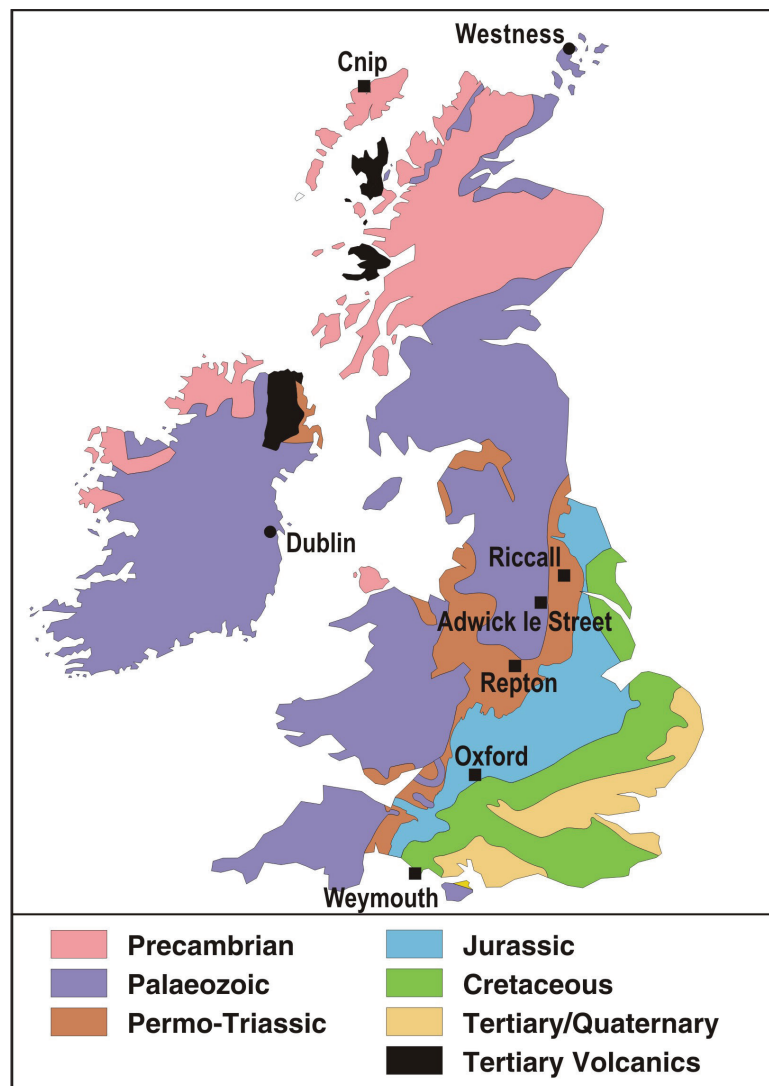 Westness
Cnip
Dublin
Riccall
Adwick le Street
Repton
Oxford
Weymouth
Precambrian
Palaeozoic
Permo-Triassic
Jurassic
Cretaceous
Tertiary/Quaternary
Tertiary Volcanics